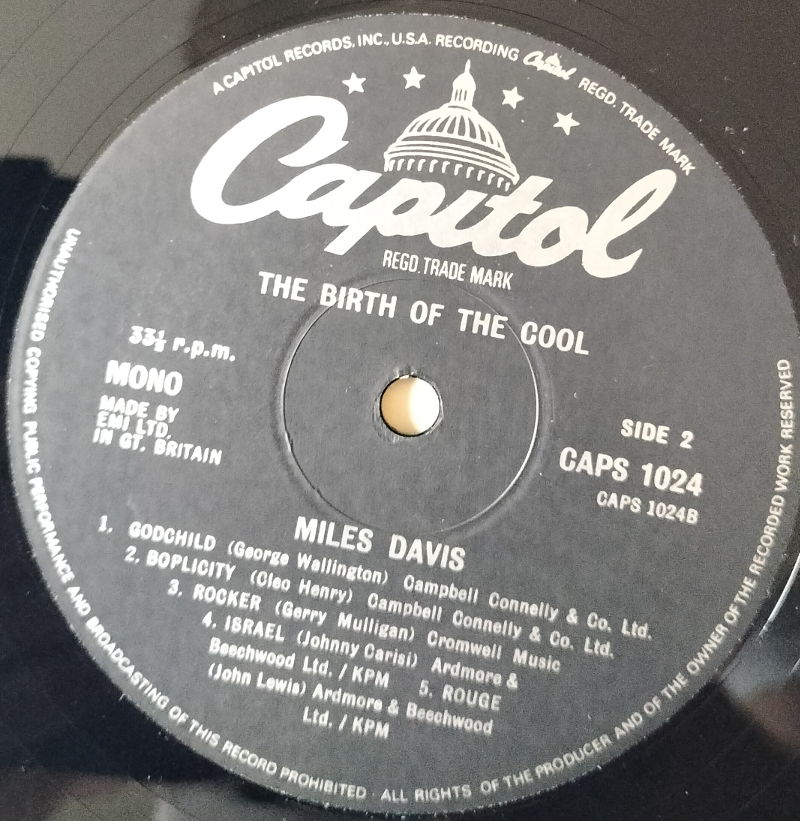 A CAPITOL RECORDS, INC., U.S.A. RECORDING Capitol REGD. TRADE MARK
Capitol
REGD. TRADE MARK
THE BIRTH OF THE COOL
33⅓ r.p.m.
MONO
MADE BY
EMI LTD.
IN GT. BRITAIN
SIDE 2
CAPS 1024
CAPS 1024B
MILES DAVIS
1. GODCHILD (George Wallington) Campbell Connelly & Co. Ltd.
2. BOPLICITY (Cleo Henry) Campbell Connelly & Co. Ltd.
3. ROCKER (Gerry Mulligan) Cromwell Music
4. ISRAEL (Johnny Carisi) Ardmore &
Beechwood Ltd. / KPM 5. ROUGE
(John Lewis) Ardmore & Beechwood
Ltd. / KPM
UNAUTHORISED COPYING PUBLIC PERFORMANCE AND BROADCASTING OF THIS RECORD PROHIBITED · ALL RIGHTS OF THE PRODUCER AND OF THE OWNER OF THE RECORDED WORK RESERVED